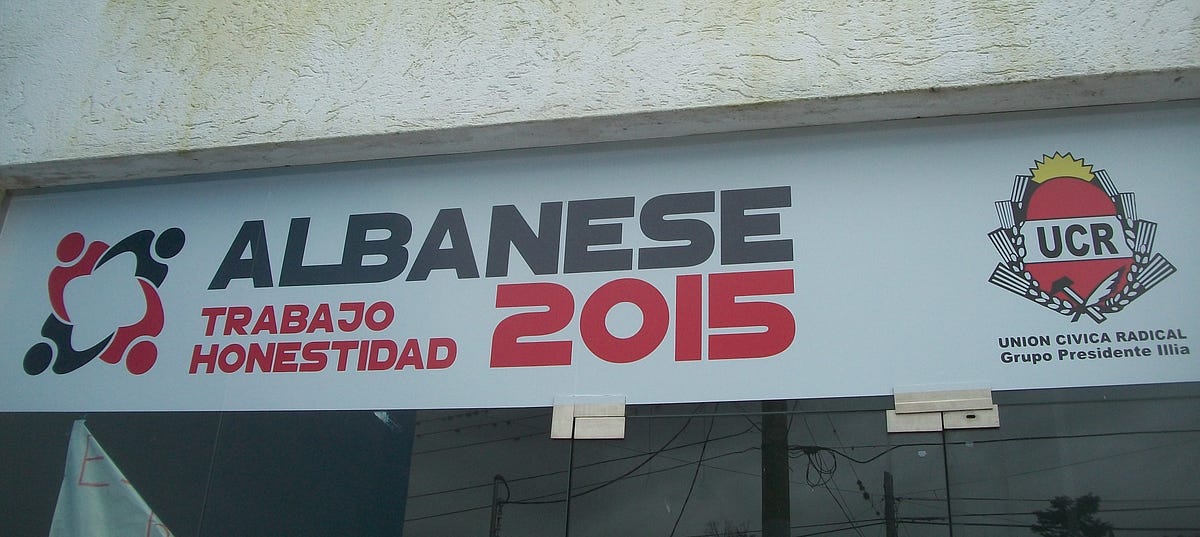 ALBANESE
TRABAJO
HONESTIDAD
2015
UCR
UNION CIVICA RADICAL
Grupo Presidente Illia
E